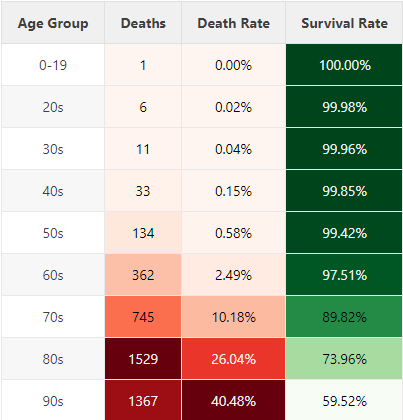 Age Group Deaths Death Rate Survival Rate
0-19 1 0.00% 100.00%
20s 6 0.02% 99.98%
30s 11 0.04% 99.96%
40s 33 0.15% 99.85%
50s 134 0.58% 99.42%
60s 362 2.49% 97.51%
70s 745 10.18% 89.82%
80s 1529 26.04% 73.96%
90s 1367 40.48% 59.52%